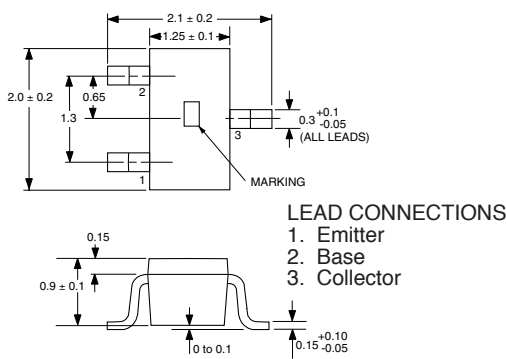 2.1 ± 0.2
1.25 ± 0.1
2.0 ± 0.2
1.3
0.65
2
1
3
0.3 +0.1 -0.05
(ALL LEADS)
MARKING
LEAD CONNECTIONS
1. Emitter
2. Base
3. Collector
0.15
0.9 ± 0.1
0 to 0.1
0.15 +0.10 -0.05